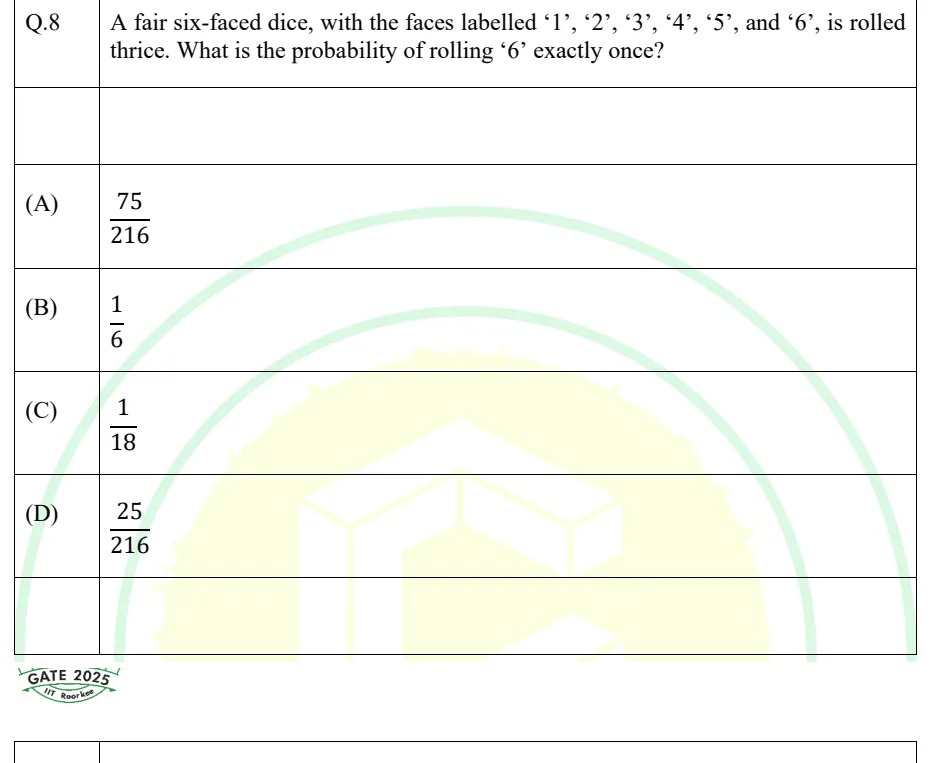 Q.8
A fair six-faced dice, with the faces labelled ‘1’, ‘2’, ‘3’, ‘4’, ‘5’, and ‘6’, is rolled
thrice. What is the probability of rolling ‘6’ exactly once?
(A)
75
216
(B)
1
6
(C)
1
18
(D)
25
216
GATE 2025
IIT Roorkee